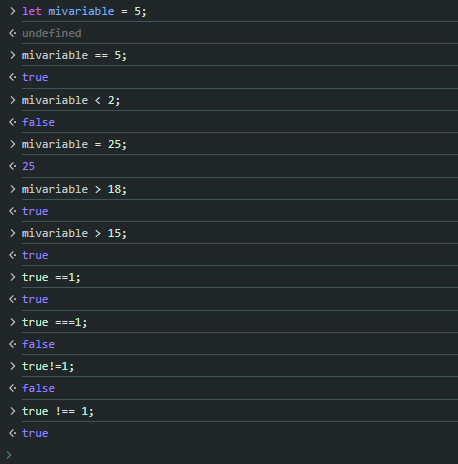 let mivariable = 5;
undefined
mivariable == 5;
true
mivariable < 2;
false
mivariable = 25;
25
mivariable > 18;
true
mivariable > 15;
true
true ==1;
true
true ===1;
false
true!=1;
false
true !== 1;
true